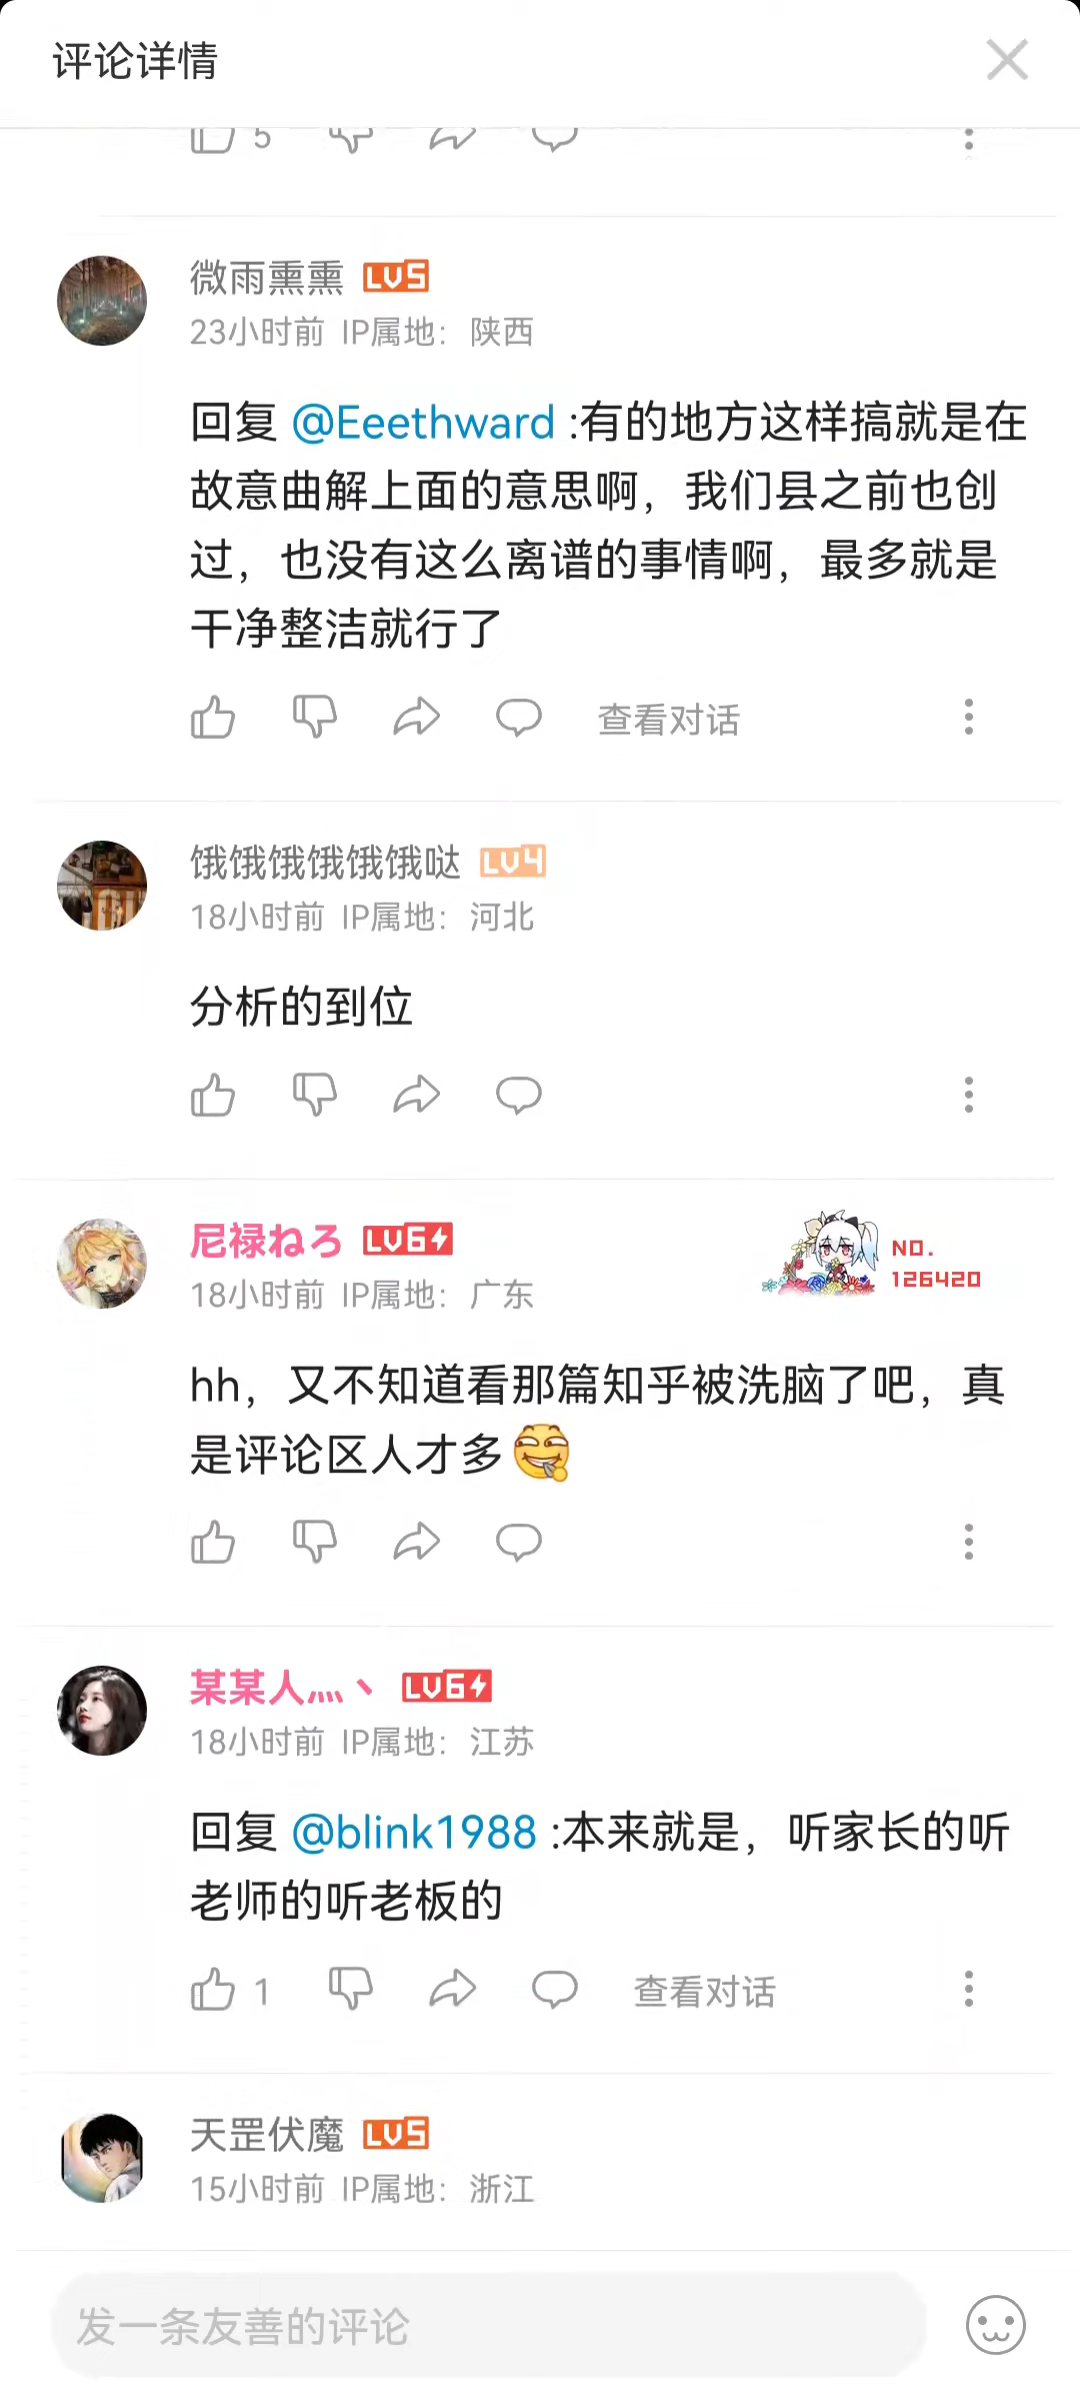 评论详情
5
微雨熏熏 LV5
23小时前 IP属地：陕西
回复 @Eeethward :有的地方这样搞就是在
故意曲解上面的意思啊，我们县之前也创
过，也没有这么离谱的事情啊，最多就是
干净整洁就行了
查看对话
饿饿饿饿饿饿哒 LV4
18小时前 IP属地：河北
分析的到位
尼禄ねろ LV6
NO.
126420
18小时前 IP属地：广东
hh，又不知道看那篇知乎被洗脑了吧，真
是评论区人才多
某某人灬丶 LV6
18小时前 IP属地：江苏
回复 @blink1988 :本来就是，听家长的听
老师的听老板的
1 查看对话
天罡伏魔 LV5
15小时前 IP属地：浙江
发一条友善的评论